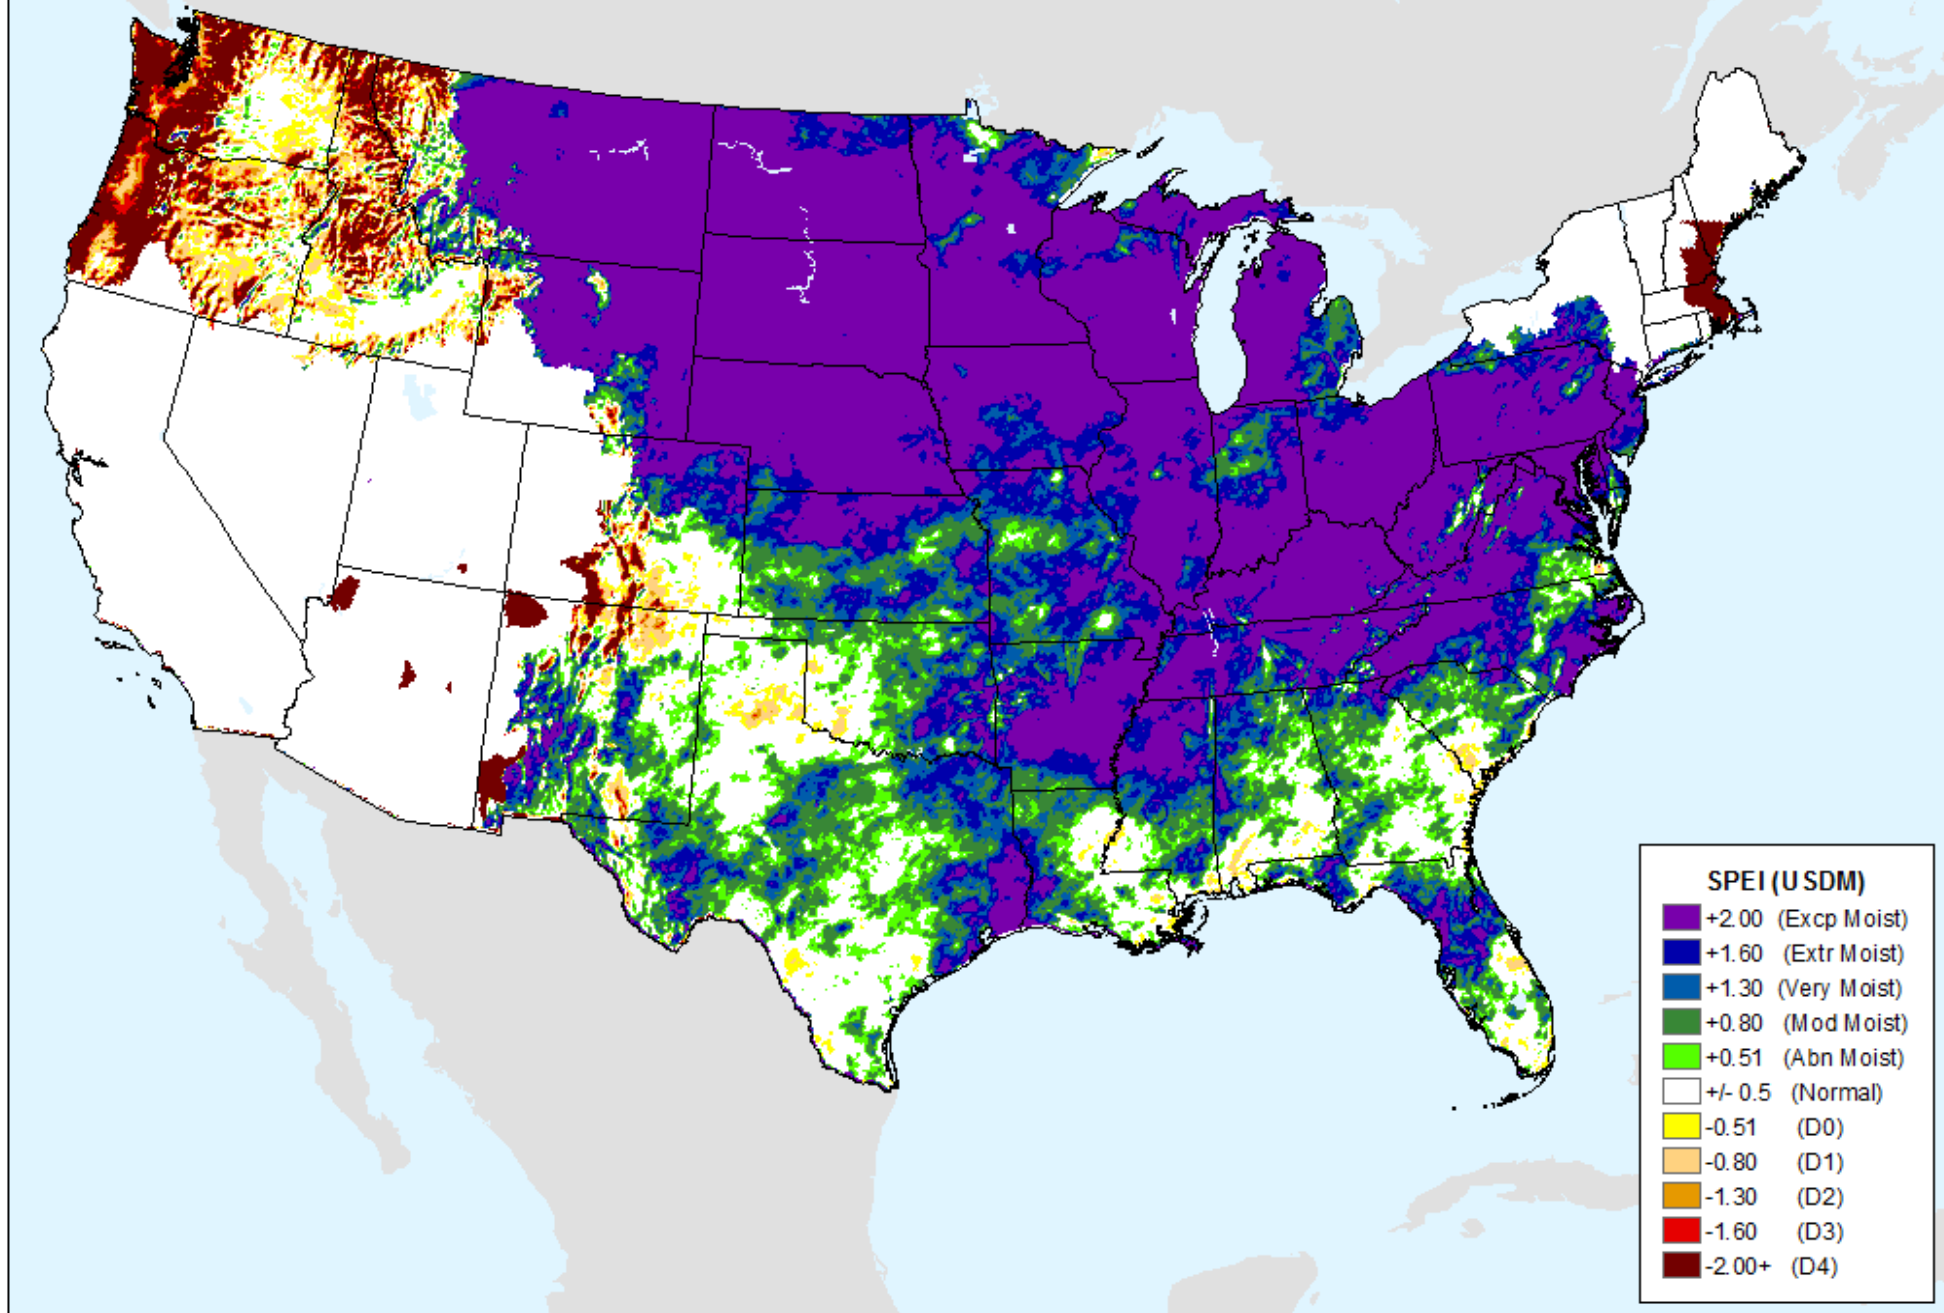 SPEI (USDM)
+2.00 (Excp Moist)
+1.60 (Extr Moist)
+1.30 (Very Moist)
+0.80 (Mod Moist)
+0.51 (Abn Moist)
+/- 0.5 (Normal)
-0.51 (D0)
-0.80 (D1)
-1.30 (D2)
-1.60 (D3)
-2.00+ (D4)